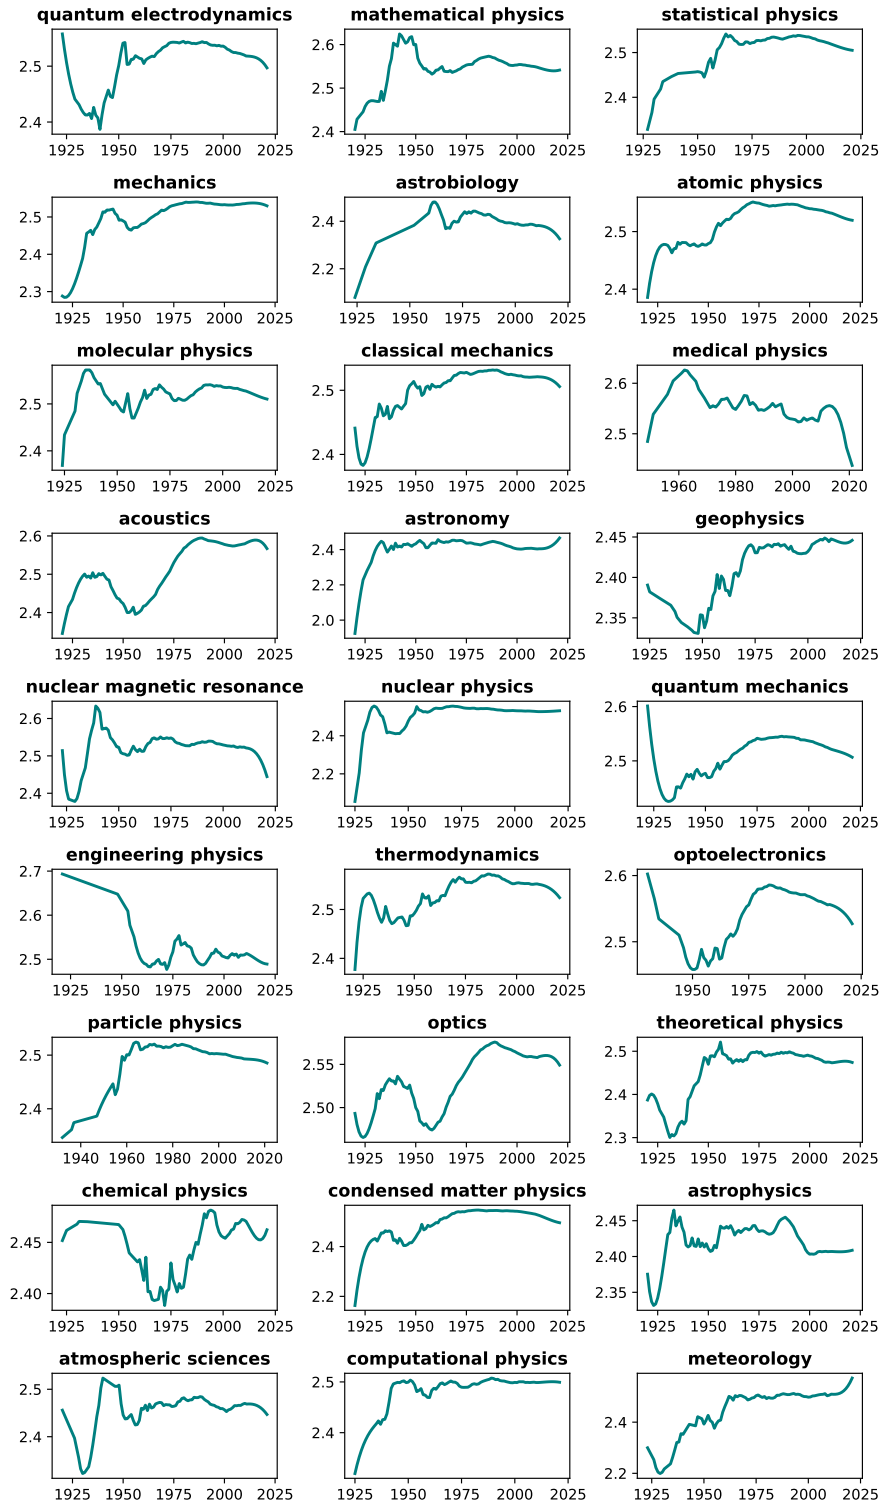 quantum electrodynamics
2.5
2.4
1925 1950 1975 2000 2025
mathematical physics
2.6
2.5
2.4
1925 1950 1975 2000 2025
statistical physics
2.5
2.4
1925 1950 1975 2000 2025
mechanics
2.5
2.4
2.3
1925 1950 1975 2000 2025
astrobiology
2.4
2.2
1925 1950 1975 2000 2025
atomic physics
2.5
2.4
1925 1950 1975 2000 2025
molecular physics
2.5
2.4
1925 1950 1975 2000 2025
classical mechanics
2.5
2.4
1925 1950 1975 2000 2025
medical physics
2.6
2.5
1960 1980 2000 2020
acoustics
2.6
2.5
2.4
1925 1950 1975 2000 2025
astronomy
2.4
2.2
2.0
1925 1950 1975 2000 2025
geophysics
2.45
2.40
2.35
1925 1950 1975 2000 2025
nuclear magnetic resonance
2.6
2.5
2.4
1925 1950 1975 2000 2025
nuclear physics
2.4
2.2
1925 1950 1975 2000 2025
quantum mechanics
2.6
2.5
1925 1950 1975 2000 2025
engineering physics
2.7
2.6
2.5
1925 1950 1975 2000 2025
thermodynamics
2.5
2.4
1925 1950 1975 2000 2025
optoelectronics
2.6
2.5
1950 1975 2000 2025
particle physics
2.5
2.4
1940 1960 1980 2000 2020
optics
2.55
2.50
1925 1950 1975 2000 2025
theoretical physics
2.5
2.4
2.3
1925 1950 1975 2000 2025
chemical physics
2.45
2.40
1925 1950 1975 2000 2025
condensed matter physics
2.4
2.2
1925 1950 1975 2000 2025
astrophysics
2.45
2.40
2.35
1925 1950 1975 2000 2025
atmospheric sciences
2.5
2.4
1925 1950 1975 2000 2025
computational physics
2.5
2.4
1925 1950 1975 2000 2025
meteorology
2.4
2.2
1925 1950 1975 2000 2025